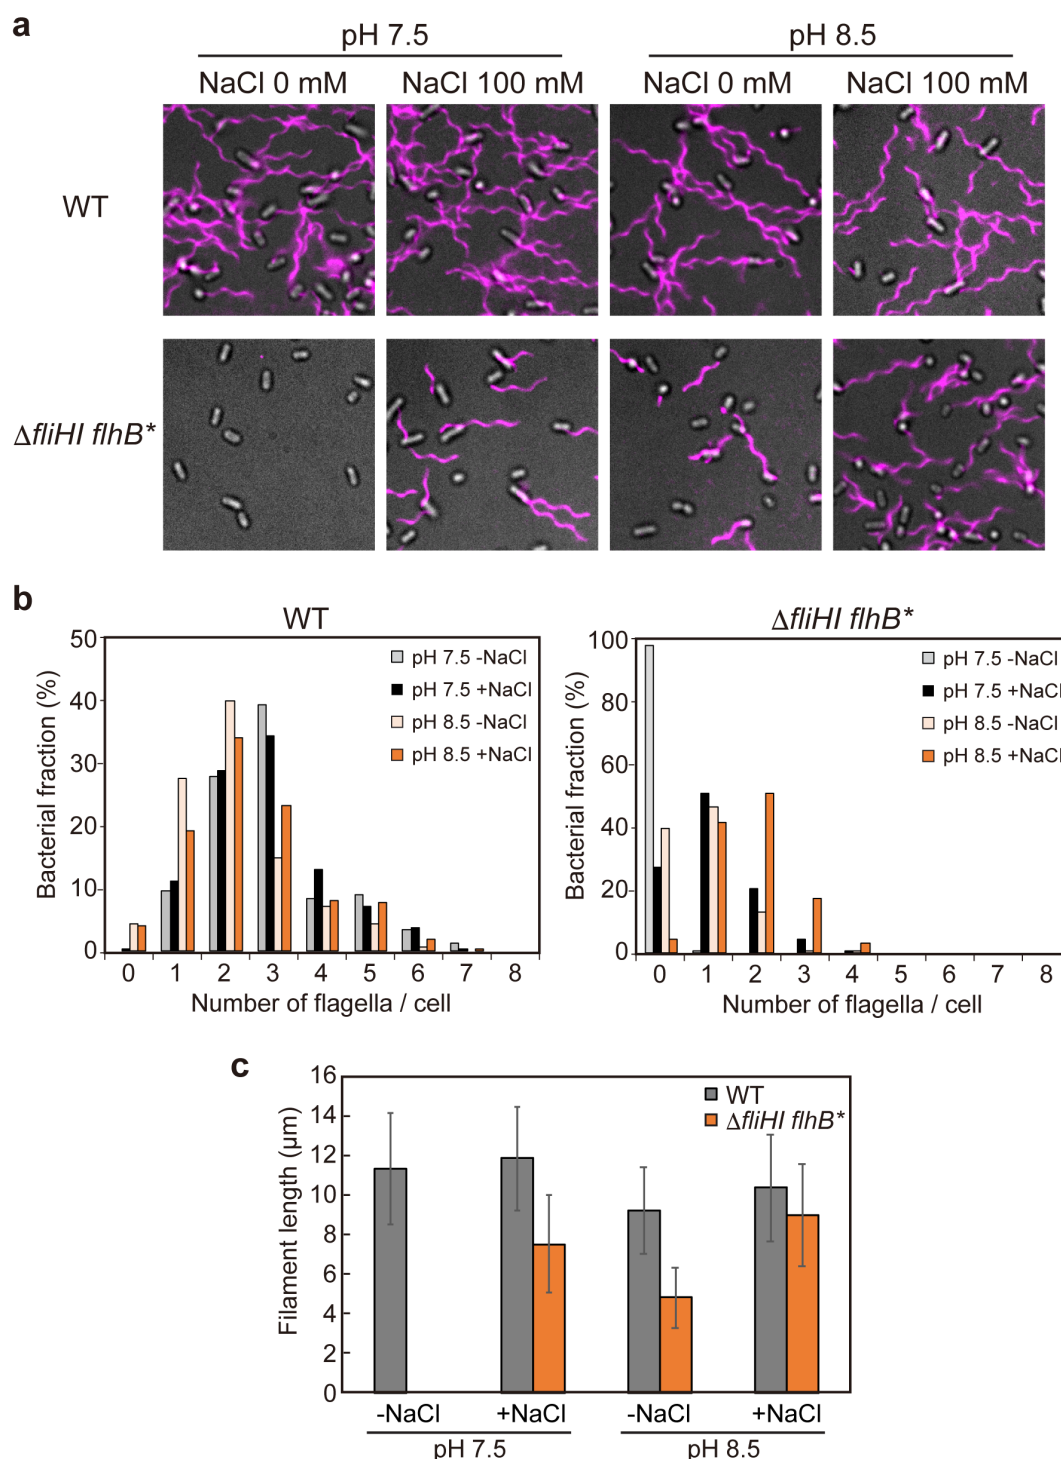 a
pH 7.5 pH 8.5
NaCl 0 mM NaCl 100 mM NaCl 0 mM NaCl 100 mM
WT
ΔfliHI flhB*
b
WT
Bacterial fraction (%)
50
40
30
20
10
0
pH 7.5 -NaCl
pH 7.5 +NaCl
pH 8.5 -NaCl
pH 8.5 +NaCl
0 1 2 3 4 5 6 7 8
Number of flagella / cell
ΔfliHI flhB*
Bacterial fraction (%)
100
80
60
40
20
0
pH 7.5 -NaCl
pH 7.5 +NaCl
pH 8.5 -NaCl
pH 8.5 +NaCl
0 1 2 3 4 5 6 7 8
Number of flagella / cell
c
Filament length (μm)
16
14
12
10
8
6
4
2
0
WT
ΔfliHI flhB*
-NaCl +NaCl -NaCl +NaCl
pH 7.5 pH 8.5